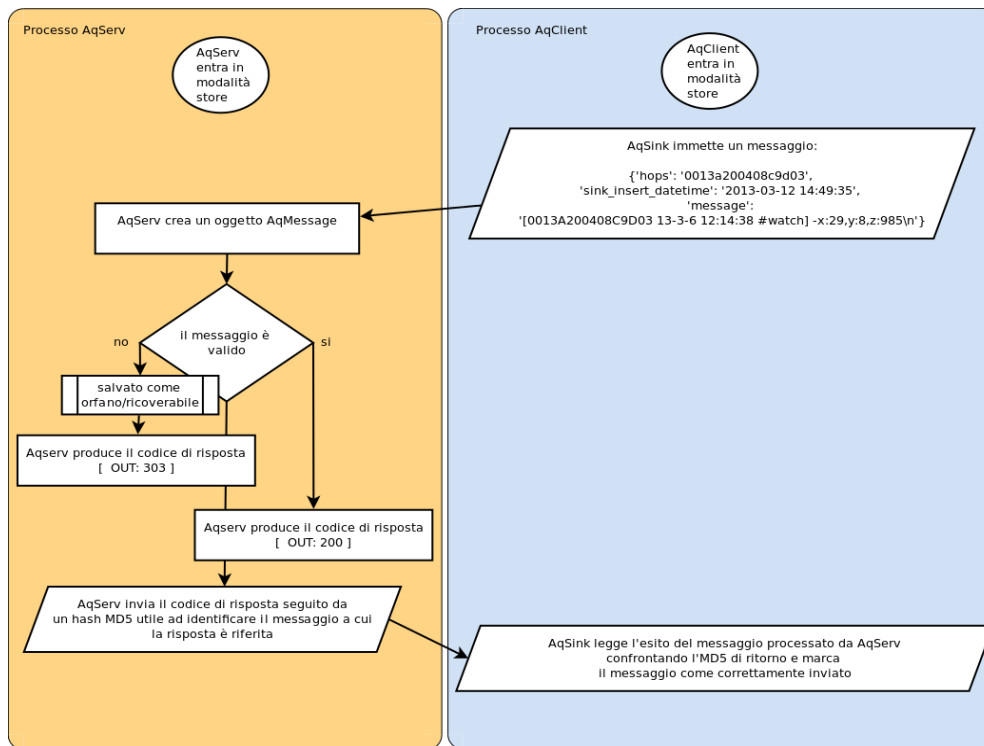 Processo AqServ
AqServ
entra in
modalità
store
Processo AqClient
AqClient
entra in
modalità
store
AqSink immette un messaggio:
{'hops': '0013a200408c9d03',
'sink_insert_datetime': '2013-03-12 14:49:35',
'message':
'[0013A200408C9D03 13-3-6 12:14:38 #watch] -x:29,y:8,z:985\n'}
AqServ crea un oggetto AqMessage
il messaggio è
valido
no
si
salvato come
orfano/ricoverabile
Aqserv produce il codice di risposta
[ OUT: 303 ]
Aqserv produce il codice di risposta
[ OUT: 200 ]
AqServ invia il codice di risposta seguito da
un hash MD5 utile ad identificare il messaggio a cui
la risposta è riferita
AqSink legge l'esito del messaggio processato da AqServ
confrontando l'MD5 di ritorno e marca
il messaggio come correttamente inviato